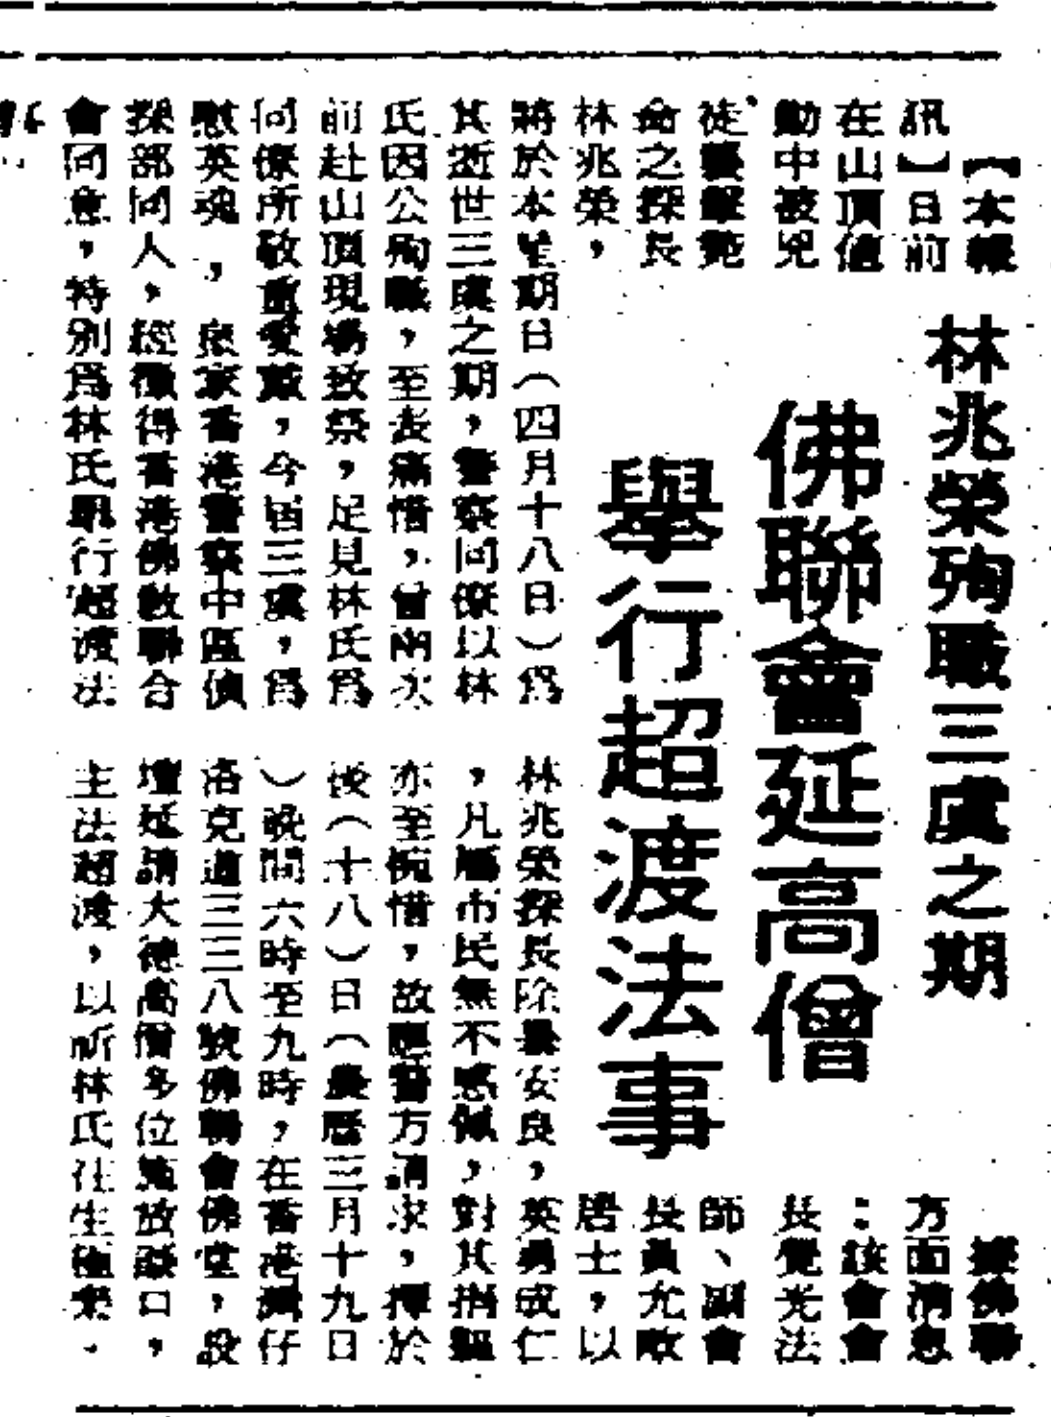 林兆榮殉職三虞之期
佛聯會延高僧
舉行超渡法事
【本報
訊】日前
在山頂值
勤中被兇
徒襲擊斃
命之探長
林兆榮，
將於本星期日（四月十八日）爲
其逝世三虞之期，警察同僚以林
氏因公殉職，至表痛惜，曾兩次
前赴山頂現場致祭，足見林氏爲
同僚所敬重愛戴，今屆三虞，爲
慰英魂，衆家香港警察中區偵
探部同人，經徵得香港佛教聯合
會同意，特別爲林氏舉行超渡法
據佛聯
方面消息
：該會會
長覺光法
師、副會
長黃允畋
居士，以
林兆榮探長除暴安良，英勇成仁
，凡屬市民無不感佩，對其捐軀
亦至惋惜，故應警方請求，擇於
後（十八）日（農歷三月十九日
）晚間六時至九時，在香港灣仔
洛克道三三八號佛聯會佛堂，設
壇延請大德高僧多位施放燄口，
主法超渡，以祈林氏往生極樂。